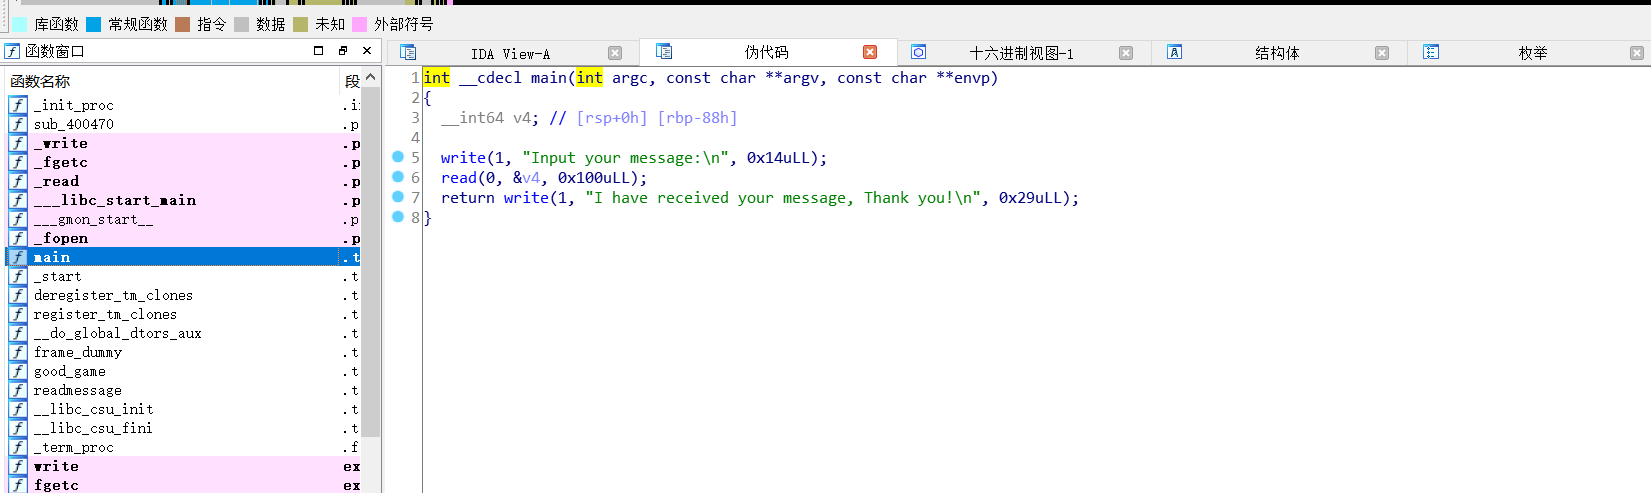 库函数 常规函数 指令 数据 未知 外部符号
函数窗口
函数名称 段
_init_proc .i
sub_400470 .p
_write .p
_fgetc .p
_read .p
___libc_start_main .p
___gmon_start__ .p
_fopen .p
main .t
_start .t
deregister_tm_clones .t
register_tm_clones .t
__do_global_dtors_aux .t
frame_dummy .t
good_game .t
readmessage .t
__libc_csu_init .t
__libc_csu_fini .t
_term_proc .f
write ex
fgetc ex
IDA View-A 伪代码 十六进制视图-1 结构体 枚举
1 int __cdecl main(int argc, const char **argv, const char **envp)
2 {
3 __int64 v4; // [rsp+0h] [rbp-88h]
4
5 write(1, "Input your message:\n", 0x14uLL);
6 read(0, &v4, 0x100uLL);
7 return write(1, "I have received your message, Thank you!\n", 0x29uLL);
8 }